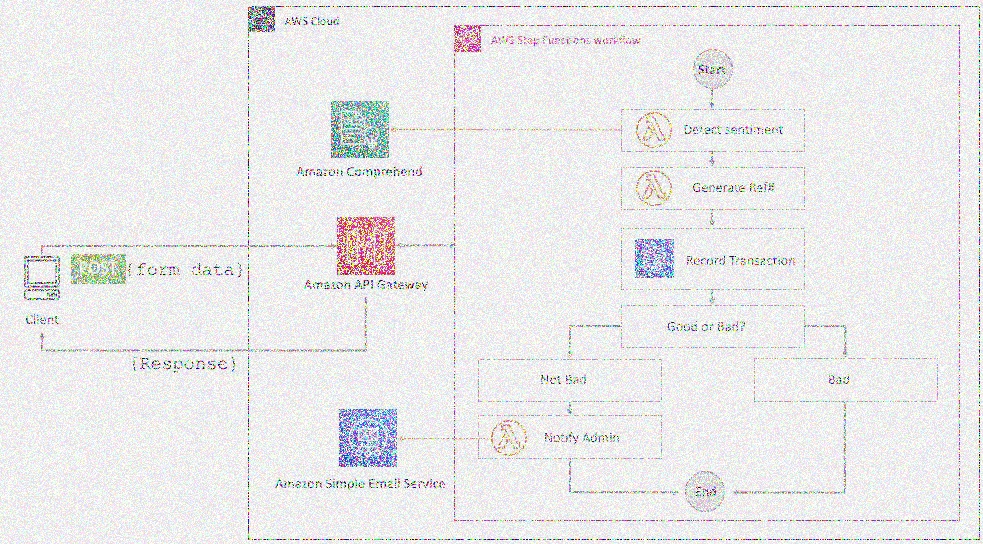 AWS Cloud
AWS Step Functions workflow
Start
Detect sentiment
Amazon Comprehend
Generate Ref#
Record Transaction
POST {form data}
Amazon API Gateway
Client
Good or Bad?
{Response}
Not Bad
Bad
Notify Admin
Amazon Simple Email Service
End